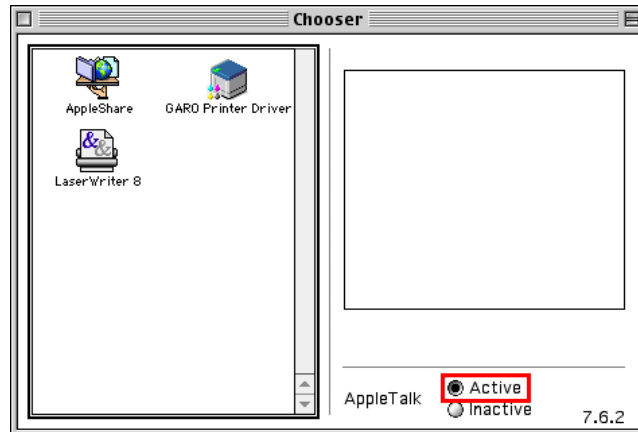 Chooser
AppleShare
GARO Printer Driver
LaserWriter 8
AppleTalk
Active
Inactive
7.6.2